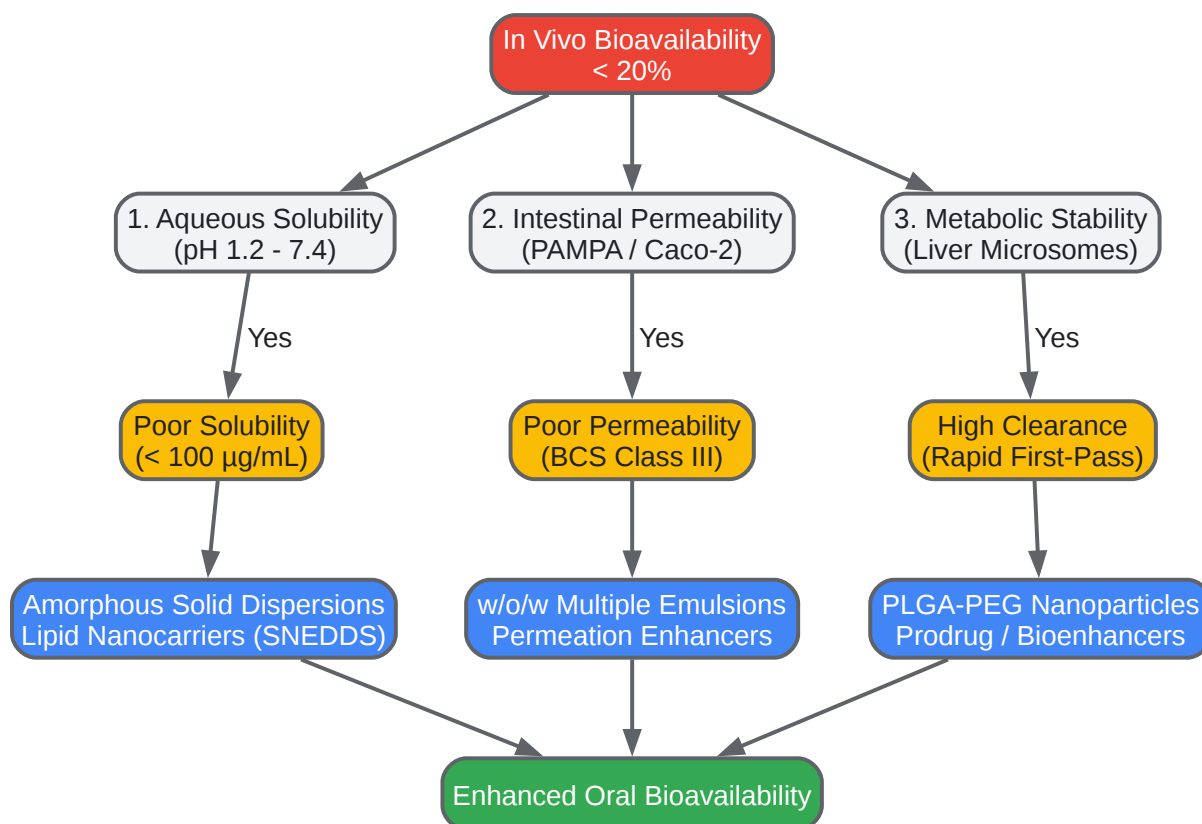 In Vivo Bioavailability
< 20%
1. Aqueous Solubility
(pH 1.2 - 7.4)
2. Intestinal Permeability
(PAMPA / Caco-2)
3. Metabolic Stability
(Liver Microsomes)
Yes
Yes
Yes
Poor Solubility
(< 100 µg/mL)
Poor Permeability
(BCS Class III)
High Clearance
(Rapid First-Pass)
Amorphous Solid Dispersions
Lipid Nanocarriers (SNEDDS)
w/o/w Multiple Emulsions
Permeation Enhancers
PLGA-PEG Nanoparticles
Prodrug / Bioenhancers
Enhanced Oral Bioavailability